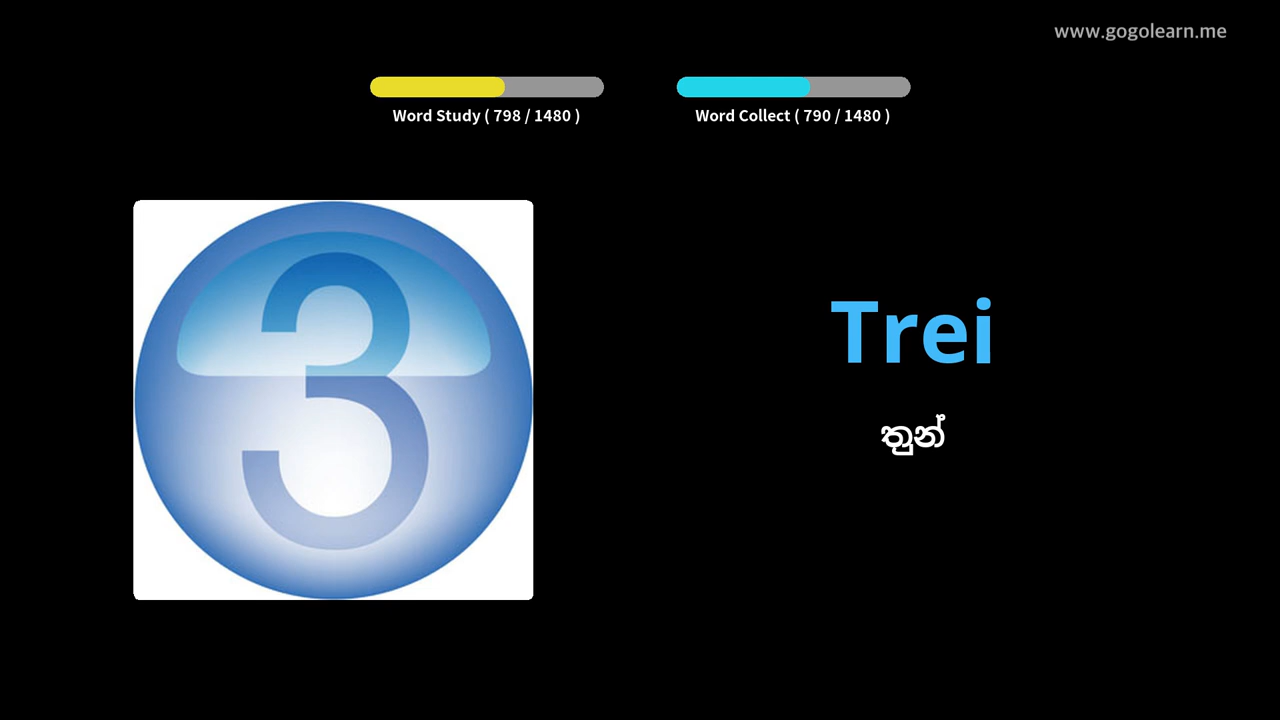 www.gogolearn.me
Word Study ( 798 / 1480 )
Word Collect ( 790 / 1480 )
3
Trei
තුන්